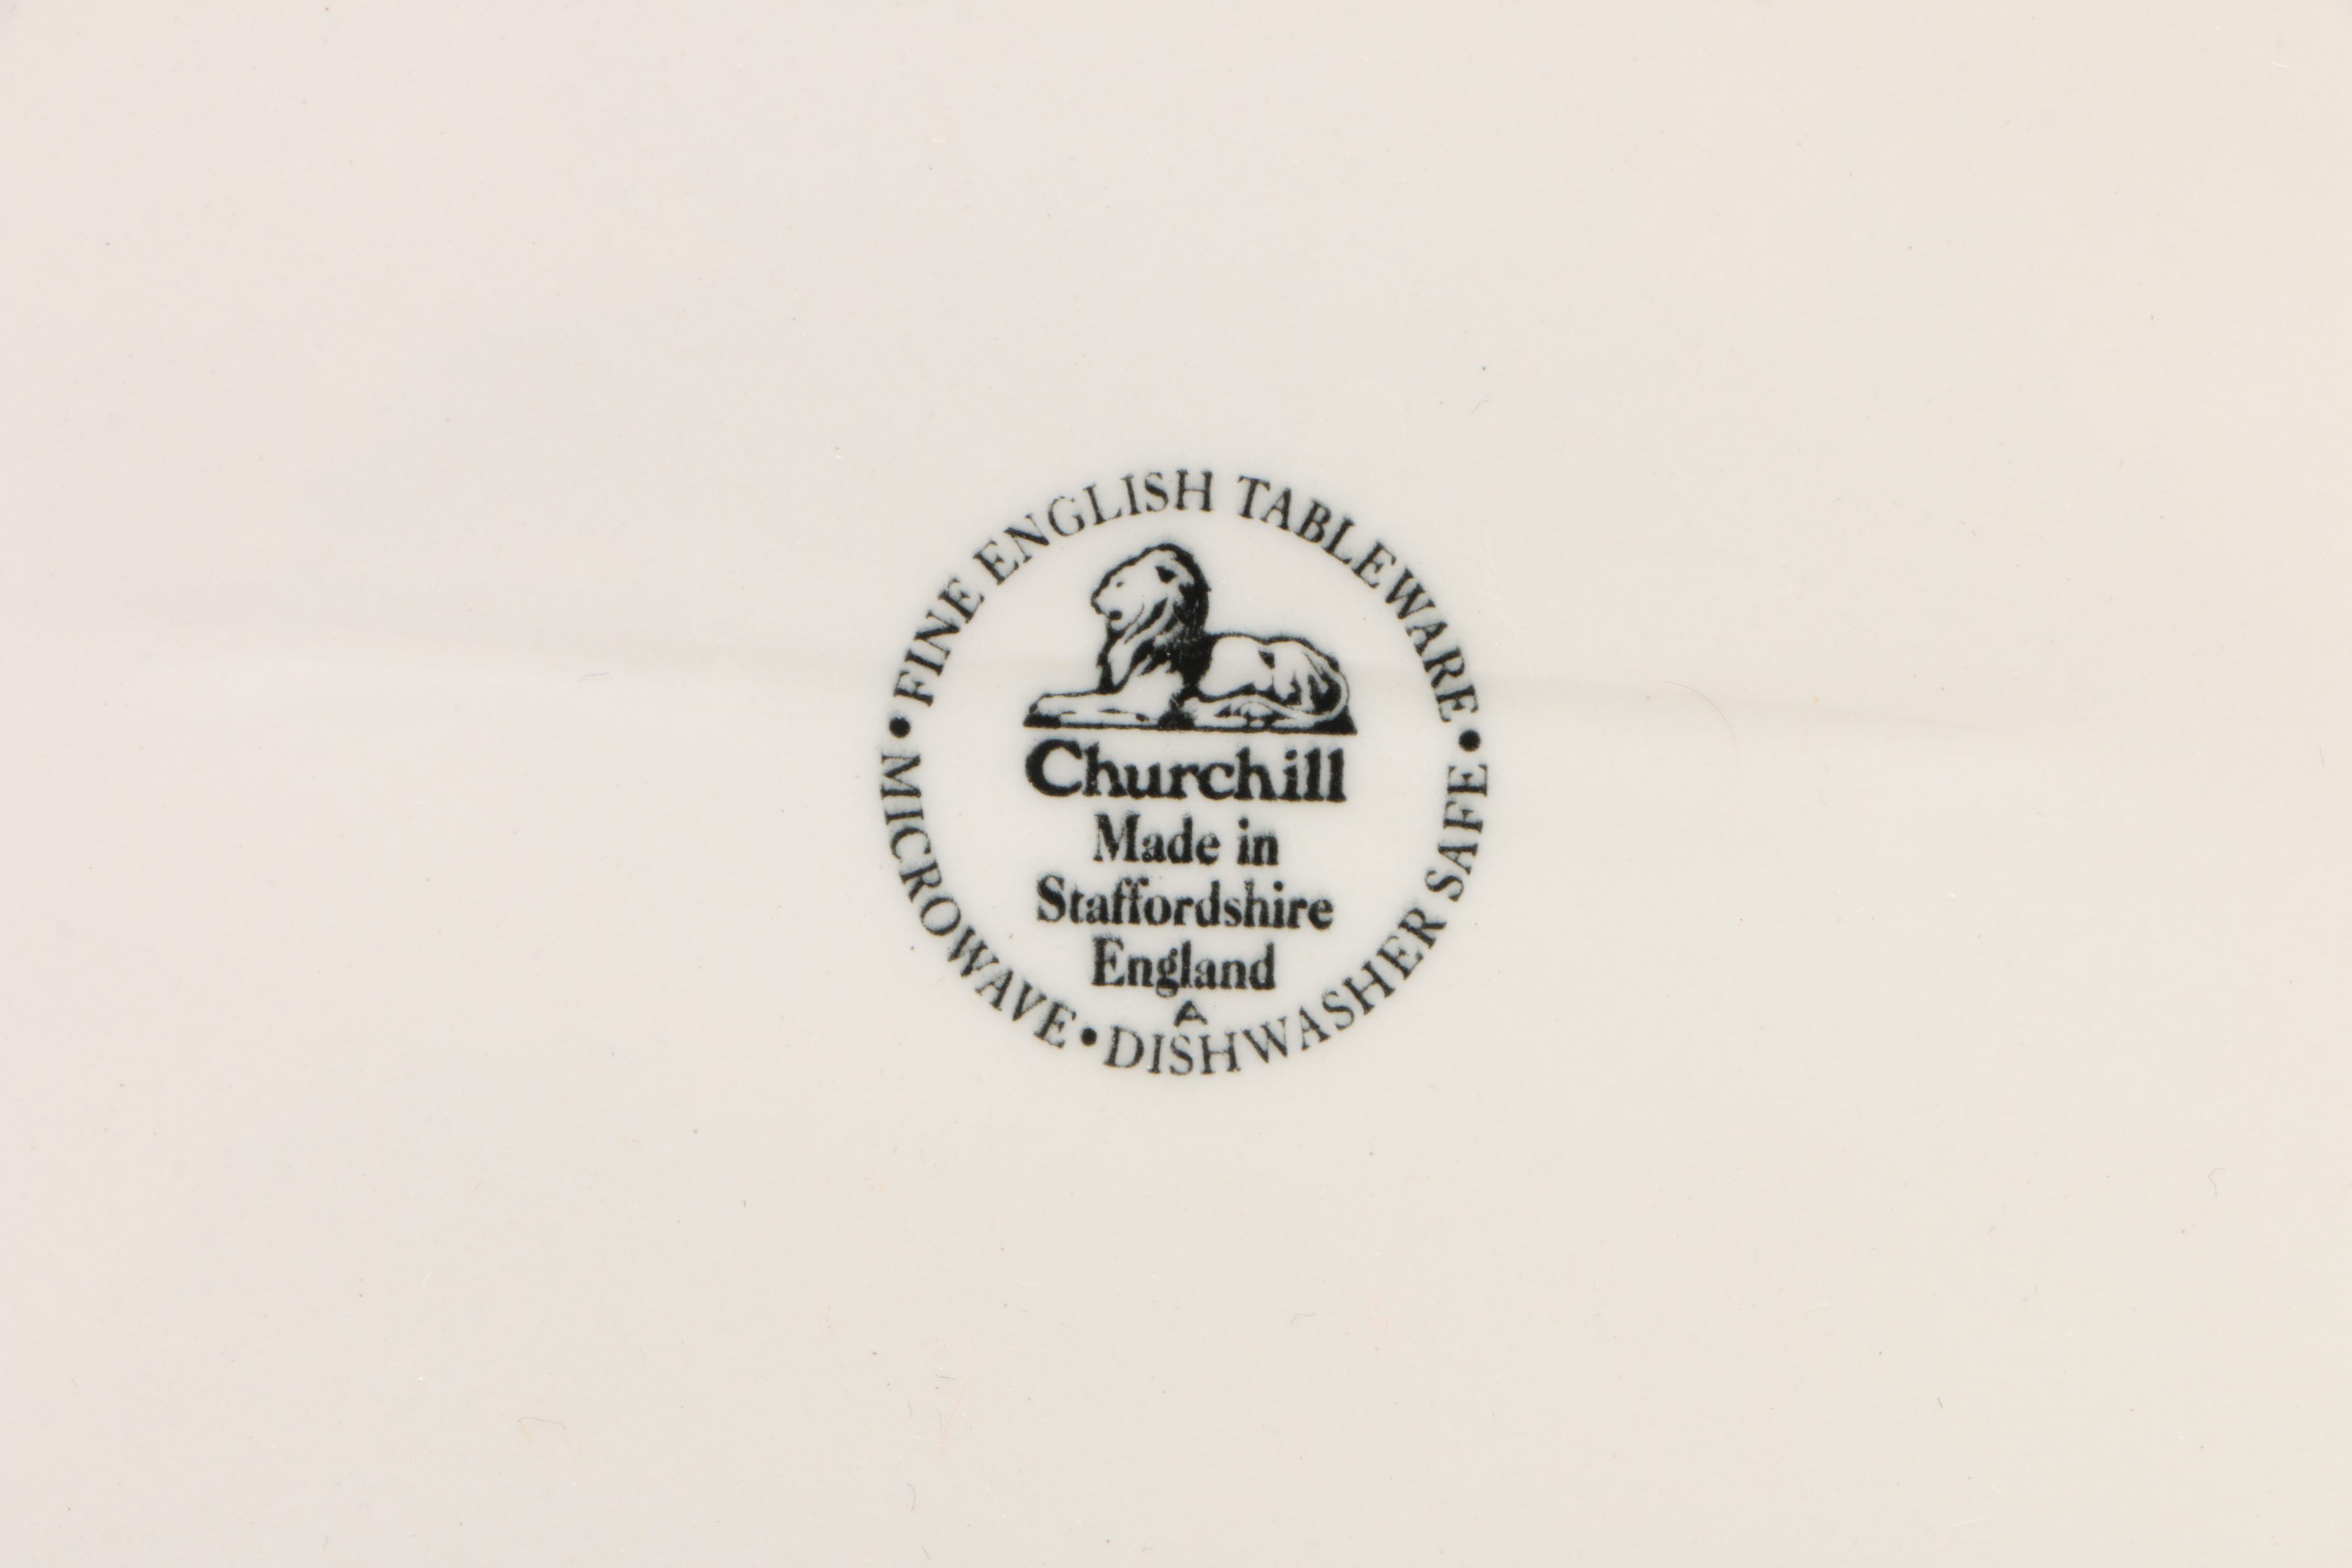 • FINE ENGLISH TABLEWARE •
Churchill
Made in
Staffordshire
England
A
MICROWAVE • DISHWASHER SAFE